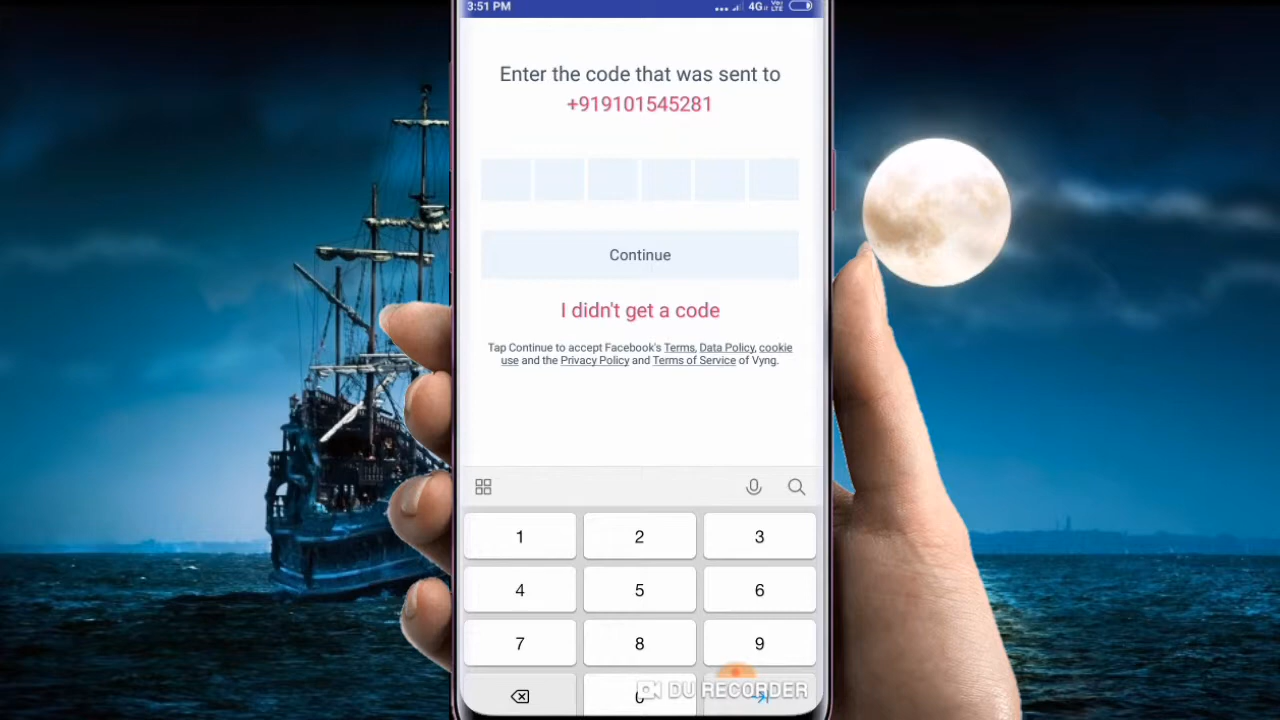 3:51 PM
4G
Vo)
LTE
Enter the code that was sent to
+919101545281
Continue
I didn't get a code
Tap Continue to accept Facebook's Terms, Data Policy, cookie
use and the Privacy Policy and Terms of Service of Vyng.
1 2 3
4 5 6
7 8 9
0
DU RECORDER